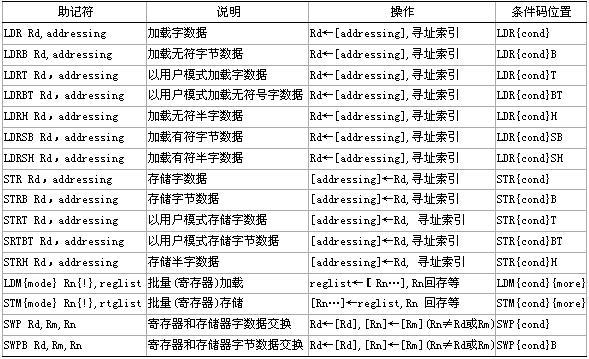 助记符 说明 操作 条件码位置
LDR Rd,addressing 加载字数据 Rd←[addressing],寻址索引 LDR{cond}
LDRB Rd,addressing 加载无符字节数据 Rd←[addressing],寻址索引 LDR{cond}B
LDRT Rd,addressing 以用户模式加载字数据 Rd←[addressing],寻址索引 LDR{cond}T
LDRBT Rd,addressing 以用户模式加载无符号字数据 Rd←[addressing],寻址索引 LDR{cond}BT
LDRH Rd,addressing 加载无符半字数据 Rd←[addressing],寻址索引 LDR{cond}H
LDRSB Rd,addressing 加载有符字节数据 Rd←[addressing],寻址索引 LDR{cond}SB
LDRSH Rd,addressing 加载有符半字数据 Rd←[addressing],寻址索引 LDR{cond}SH
STR Rd,addressing 存储字数据 [addressing]←Rd,寻址索引 STR{cond}
STRB Rd,addressing 存储字节数据 [addressing]←Rd,寻址索引 STR{cond}B
STRT Rd,addressing 以用户模式存储字数据 [addressing]←Rd, 寻址索引 STR{cond}T
SRTBT Rd,addressing 以用户模式存储字节数据 [addressing]←Rd,寻址索引 STR{cond}BT
STRH Rd,addressing 存储半字数据 [addressing]←Rd, 寻址索引 STR{cond}H
LDM{mode} Rn{!},reglist 批量(寄存器)加载 reglist←[ Rn…],Rn回存等 LDM{cond}{more}
STM{mode} Rn{!},rtglist 批量(寄存器)存储 [Rn…]←reglist,Rn 回存等 STM{cond}{more}
SWP Rd,Rm,Rn 寄存器和存储器字数据交换 Rd←[Rd],[Rn]←[Rm](Rn≠Rd或Rm) SWP{cond}
SWPB Rd,Rm,Rn 寄存器和存储器字节数据交换 Rd←[Rd],[Rn]←[Rm](Rn≠Rd或Rm) SWP{cond}B